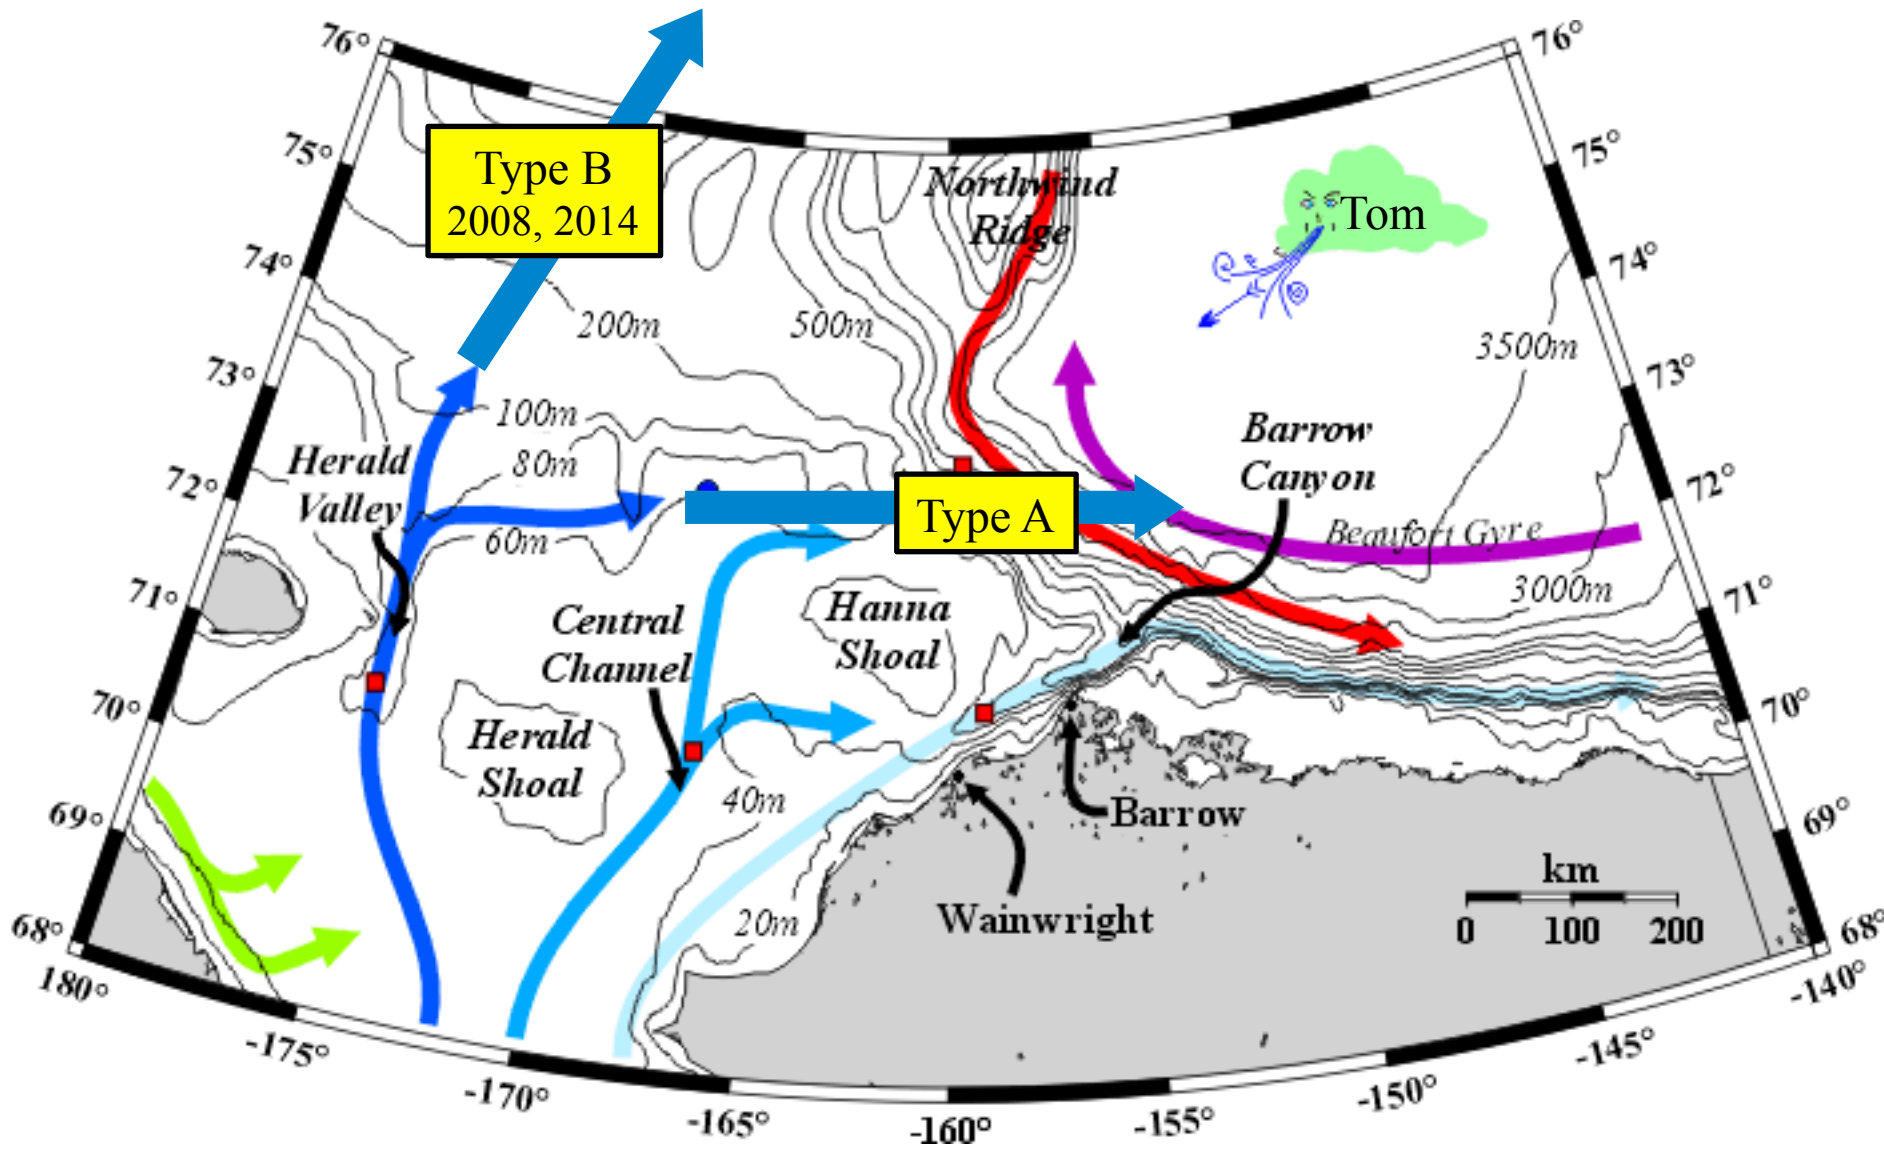 76°
76°
75°
75°
74°
74°
73°
73°
72°
72°
71°
71°
70°
70°
69°
69°
68°
68°
180°
-175°
-170°
-165°
-160°
-155°
-150°
-145°
-140°
Type B
2008, 2014
Northwind
Ridge
Tom
200m
500m
3500m
100m
80m
60m
Herald
Valley
Barrow
Canyon
Type A
Beaufort Gyre
3000m
Central
Channel
Hanna
Shoal
Herald
Shoal
40m
20m
Barrow
Wainwright
km
0 100 200